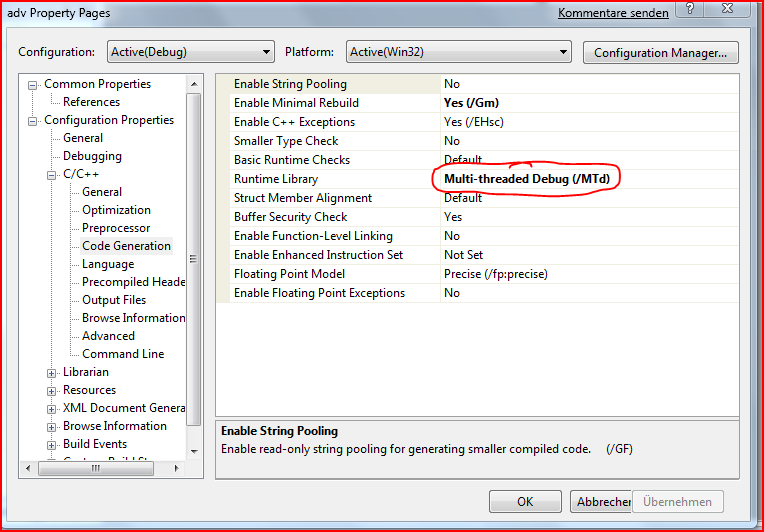 adv Property Pages Kommentare senden ?
Configuration: Active(Debug) Platform: Active(Win32) Configuration Manager...
Common Properties
References
Configuration Properties
General
Debugging
C/C++
General
Optimization
Preprocessor
Code Generation
Language
Precompiled Heade
Output Files
Browse Information
Advanced
Command Line
Librarian
Resources
XML Document Genera
Browse Information
Build Events
Enable String Pooling No
Enable Minimal Rebuild Yes (/Gm)
Enable C++ Exceptions Yes (/EHsc)
Smaller Type Check No
Basic Runtime Checks Default
Runtime Library Multi-threaded Debug (/MTd)
Struct Member Alignment Default
Buffer Security Check Yes
Enable Function-Level Linking No
Enable Enhanced Instruction Set Not Set
Floating Point Model Precise (/fp:precise)
Enable Floating Point Exceptions No
Enable String Pooling
Enable read-only string pooling for generating smaller compiled code. (/GF)
OK Abbrechen Übernehmen